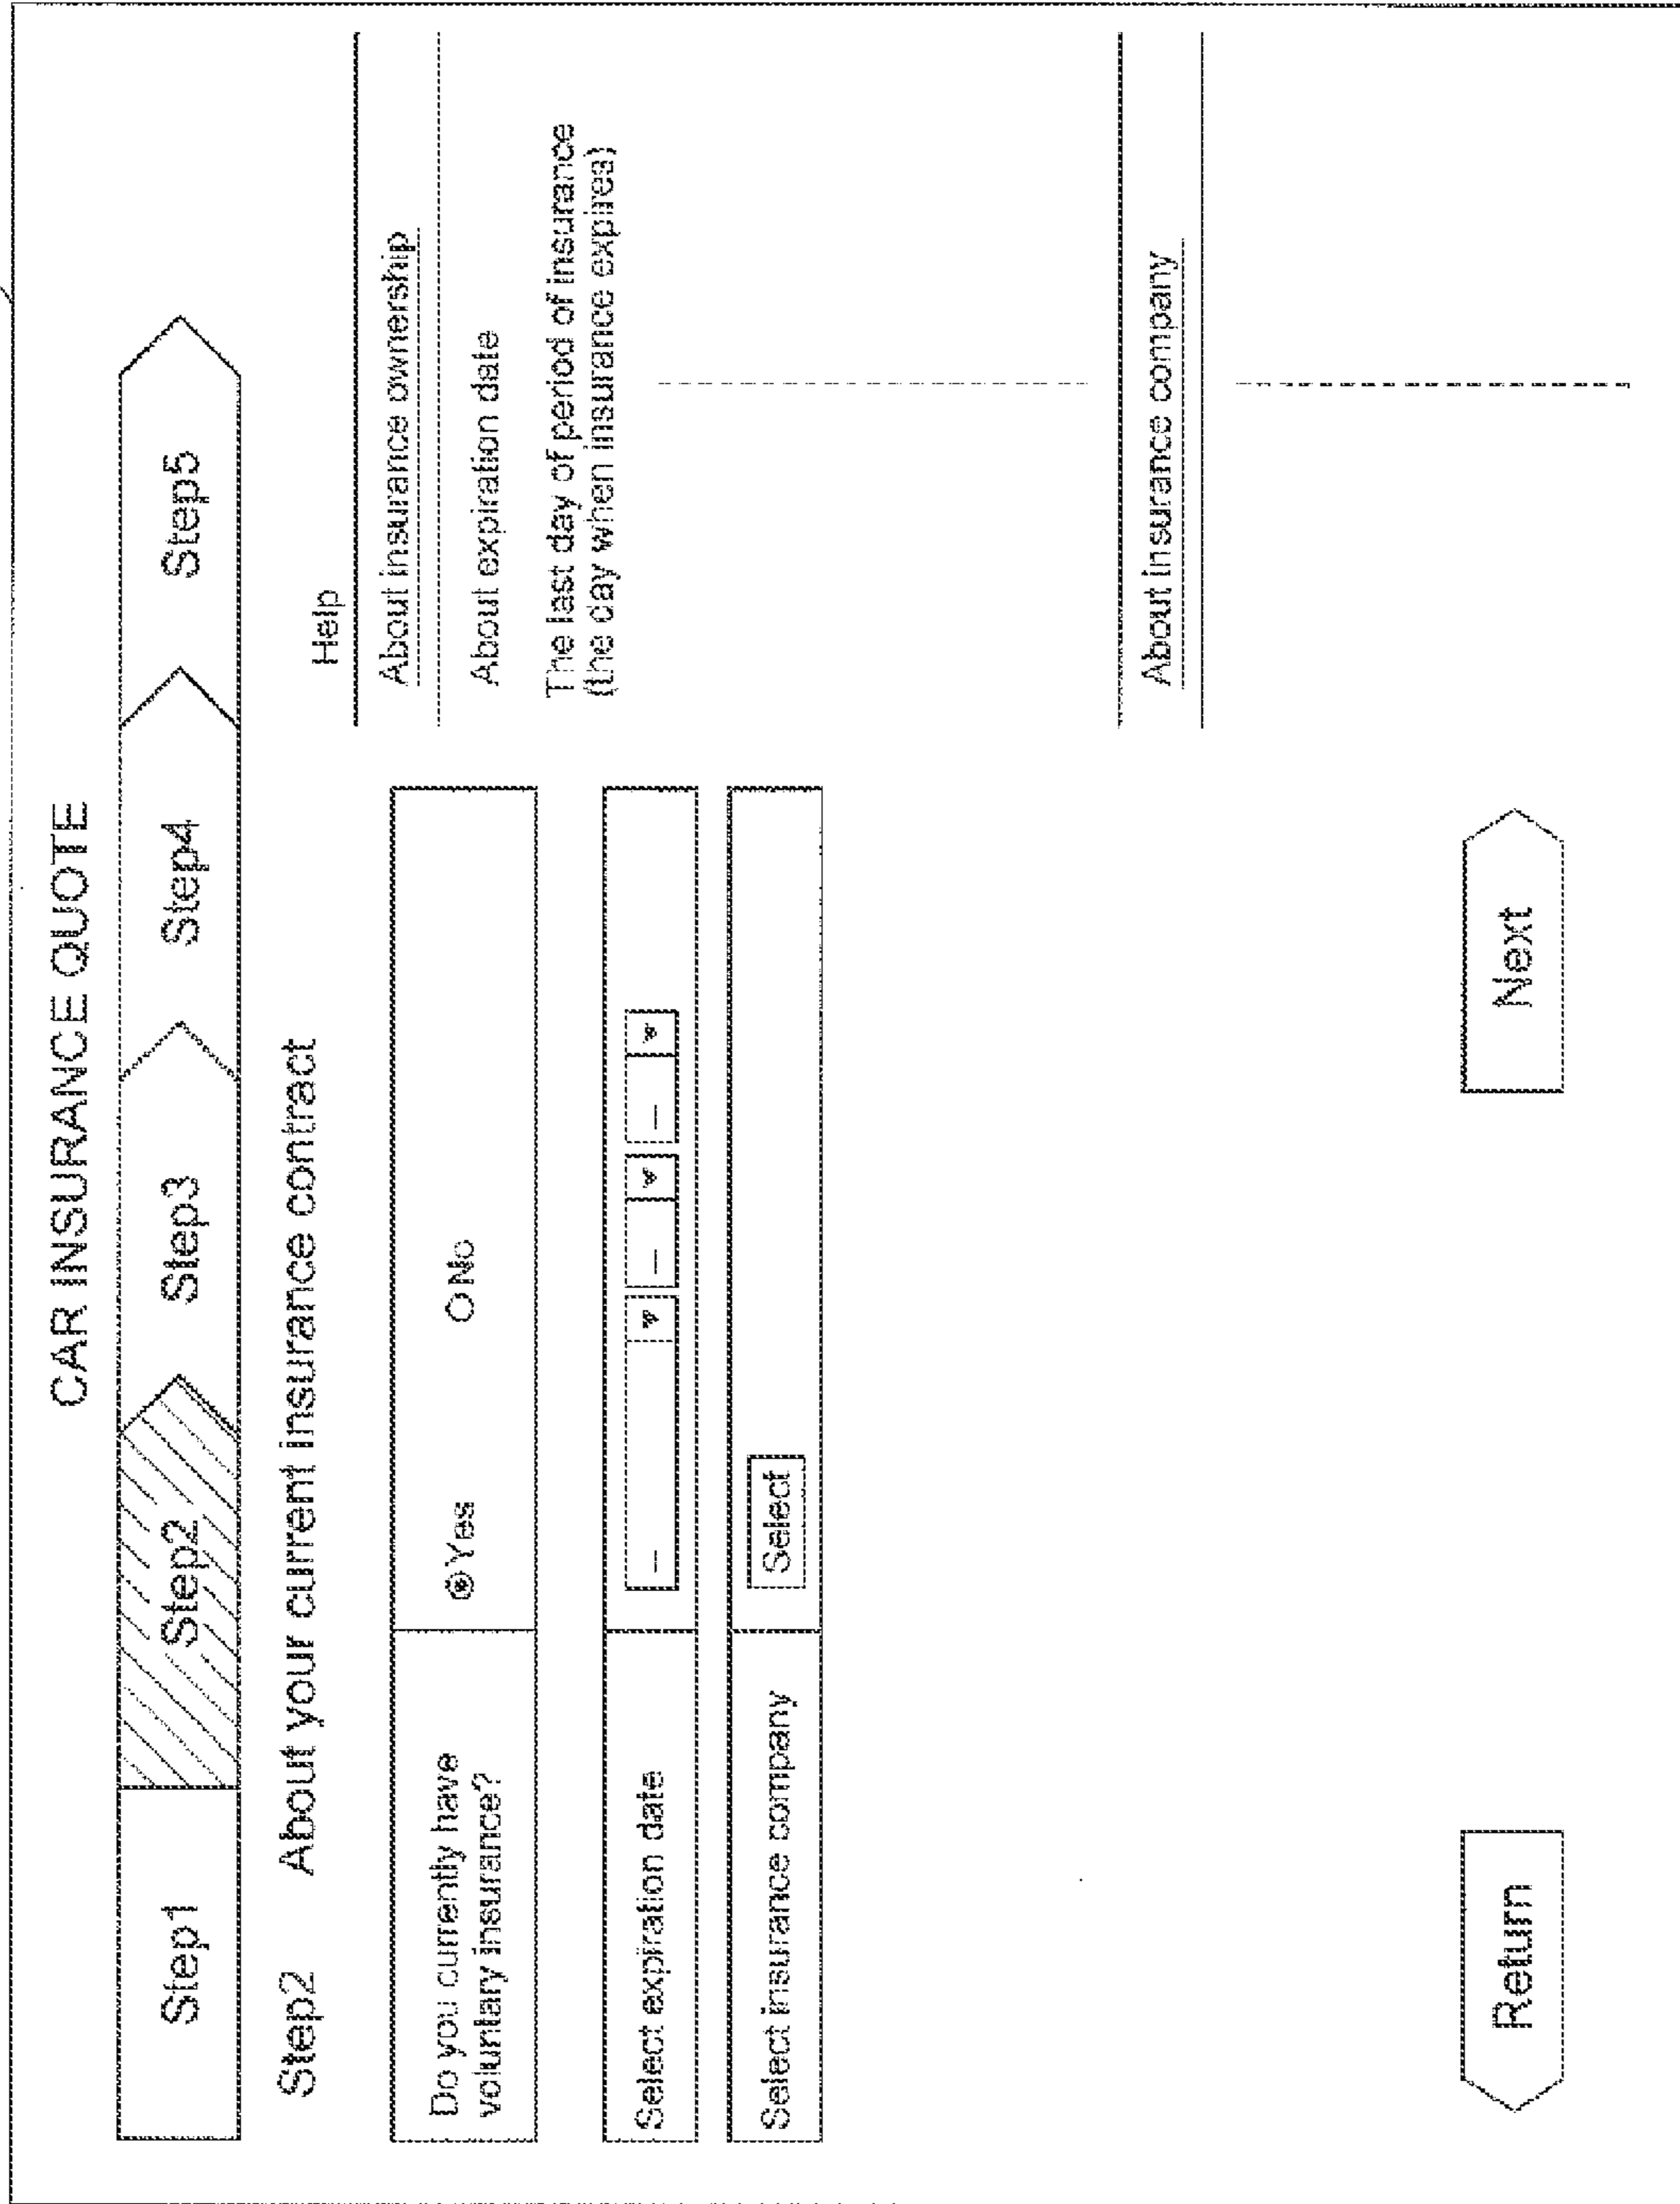 CAR INSURANCE QUOTE
Step1
Step2
Step3
Step4
Step5
Step2 About your current insurance contract
Do you currently have
voluntary insurance?
Yes
No
Select expiration date
Select insurance company
Select
Help
About insurance ownership
About expiration date
The last day of period of insurance
(the day when insurance expires)
About insurance company
Return
Next